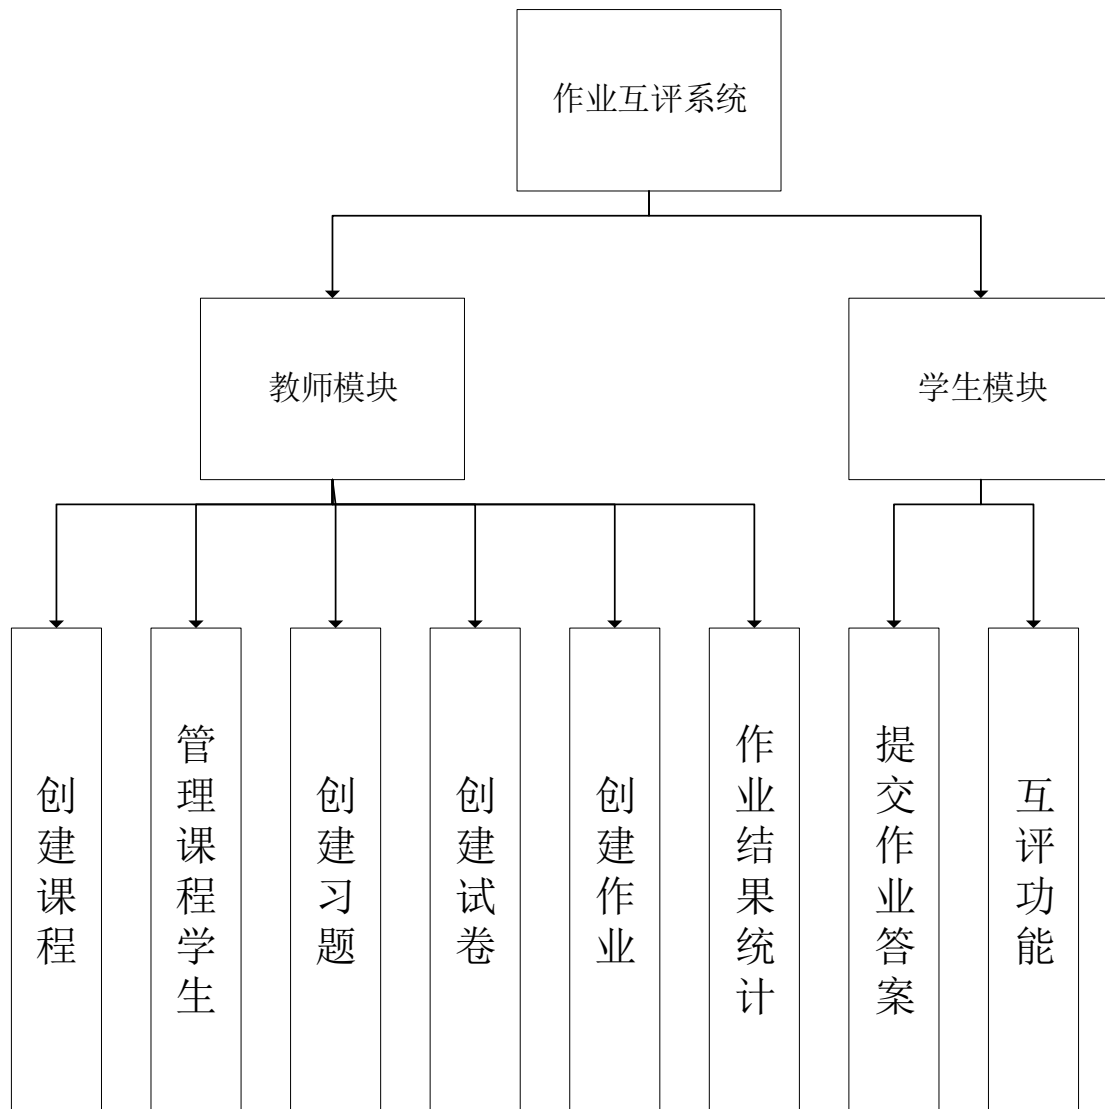 作业互评系统
教师模块
学生模块
创建课程
管理课程学生
创建习题
创建试卷
创建作业
作业结果统计
提交作业答案
互评功能